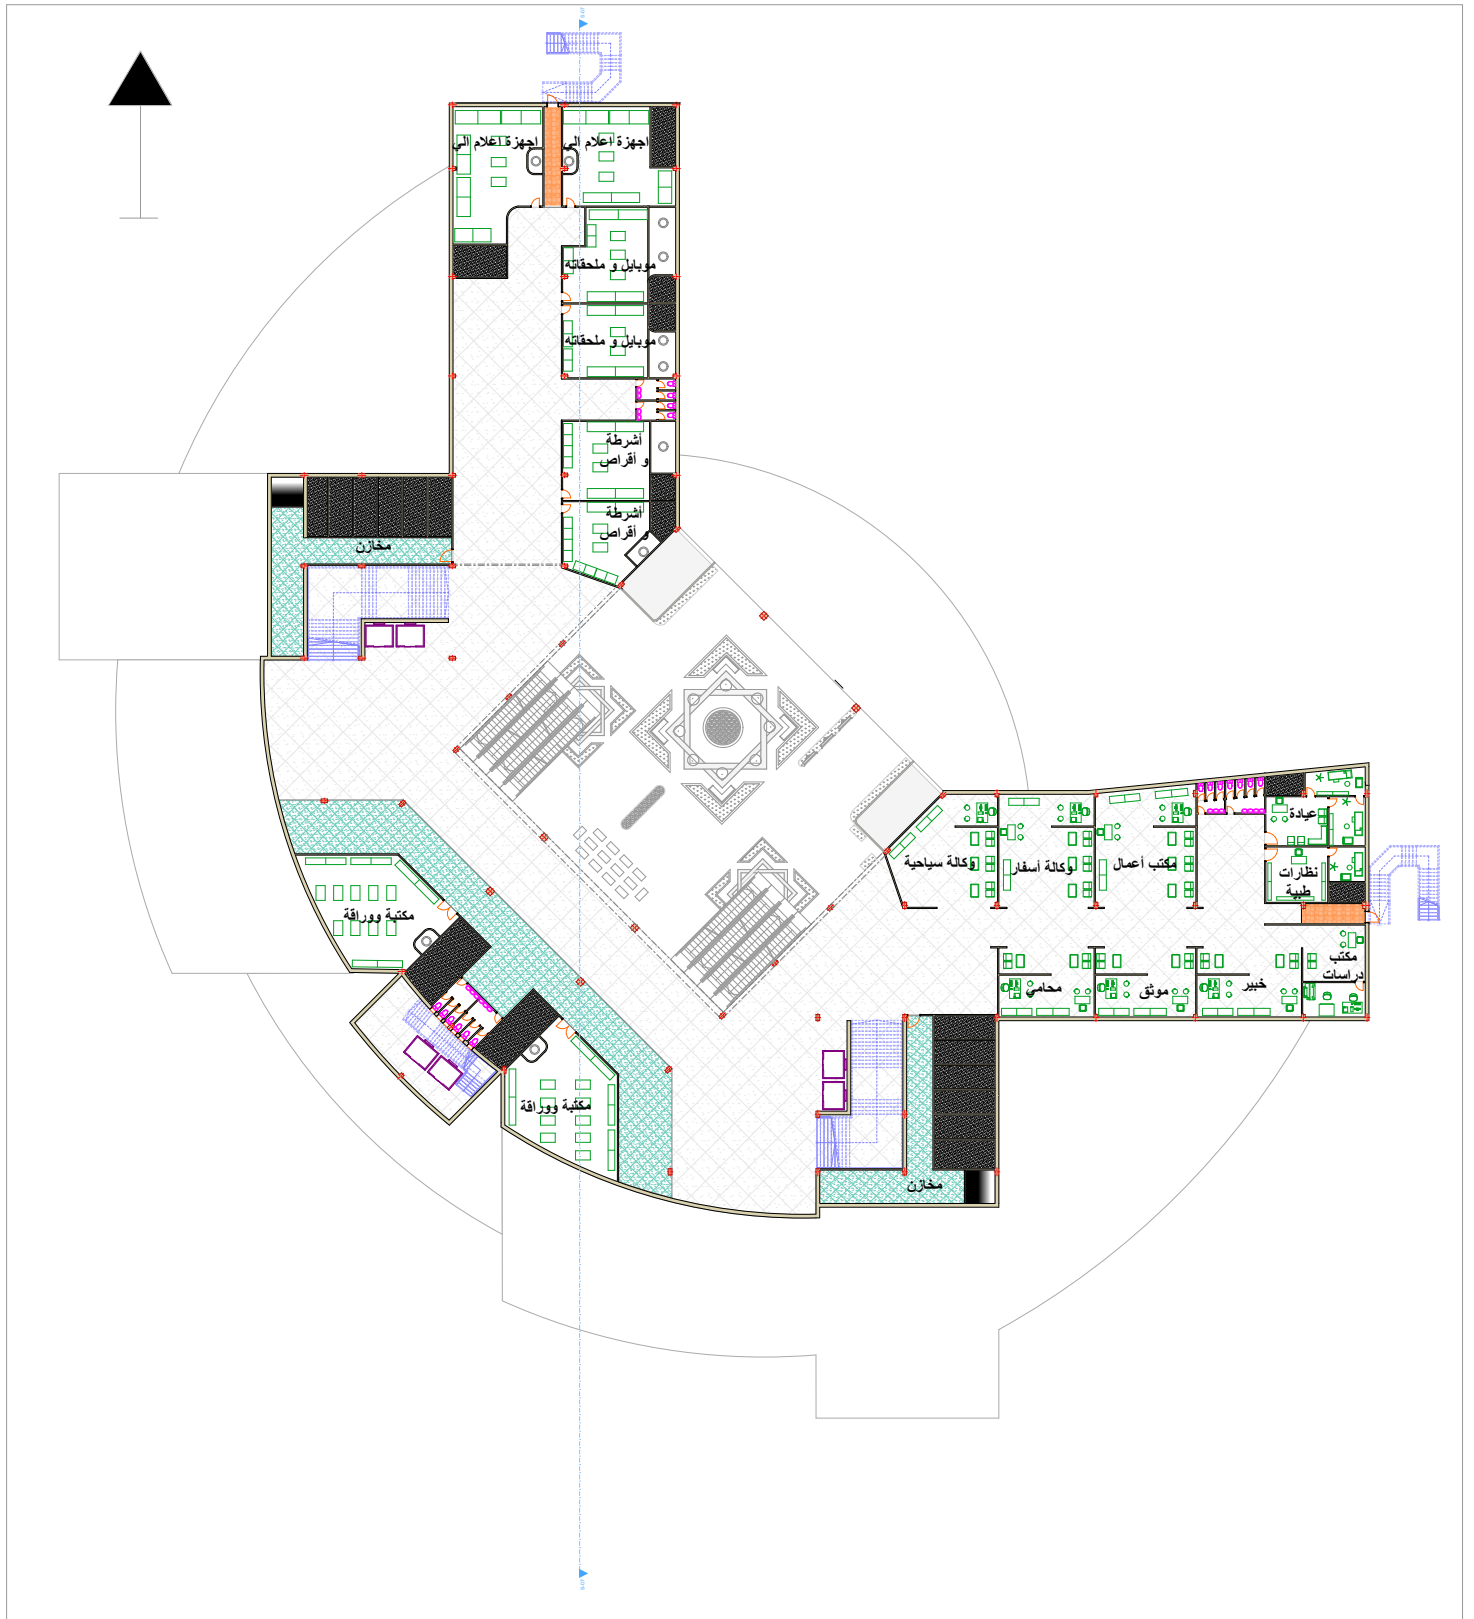 اجهزة اعلام الي
اجهزة اعلام الي
موبايل و ملحقاته
موبايل و ملحقاته
أشرطة
و أقراص
أشرطة
و أقراص
مخازن
عيادة
وكالة سياحية
وكالة أسفار
مكتب أعمال
نظارات
طبية
مكتبة ووراقة
مكتب
دراسات
محامي
موثق
خبير
مكتبة ووراقة
مخازن